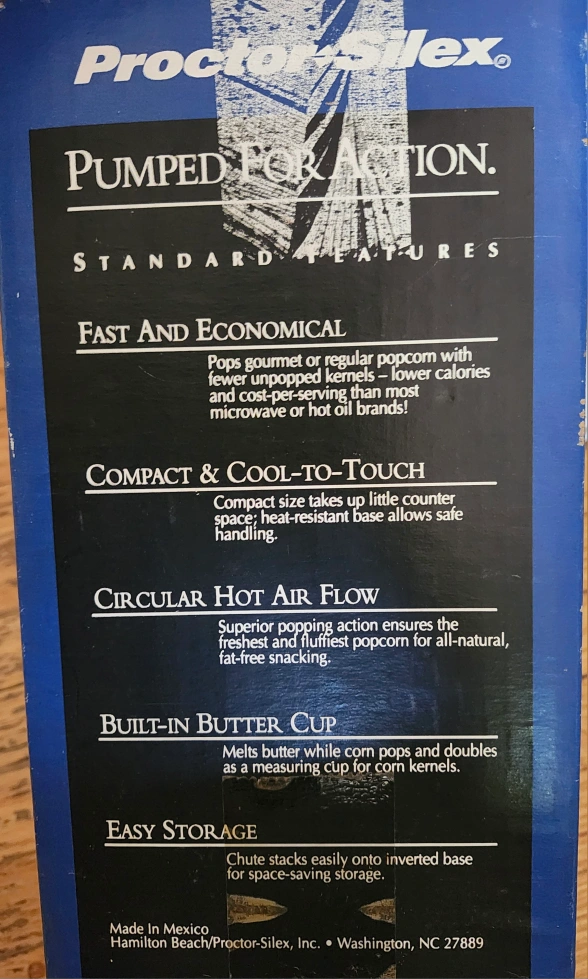 Proctor-Silex®
PUMPED FOR ACTION.
STANDARD FEATURES
FAST AND ECONOMICAL
Pops gourmet or regular popcorn with
fewer unpopped kernels – lower calories
and cost-per-serving than most
microwave or hot oil brands!
COMPACT & COOL-TO-TOUCH
Compact size takes up little counter
space; heat-resistant base allows safe
handling.
CIRCULAR HOT AIR FLOW
Superior popping action ensures the
freshest and fluffiest popcorn for all-natural,
fat-free snacking.
BUILT-IN BUTTER CUP
Melts butter while corn pops and doubles
as a measuring cup for corn kernels.
EASY STORAGE
Chute stacks easily onto inverted base
for space-saving storage.
Made In Mexico
Hamilton Beach/Proctor-Silex, Inc. • Washington, NC 27889